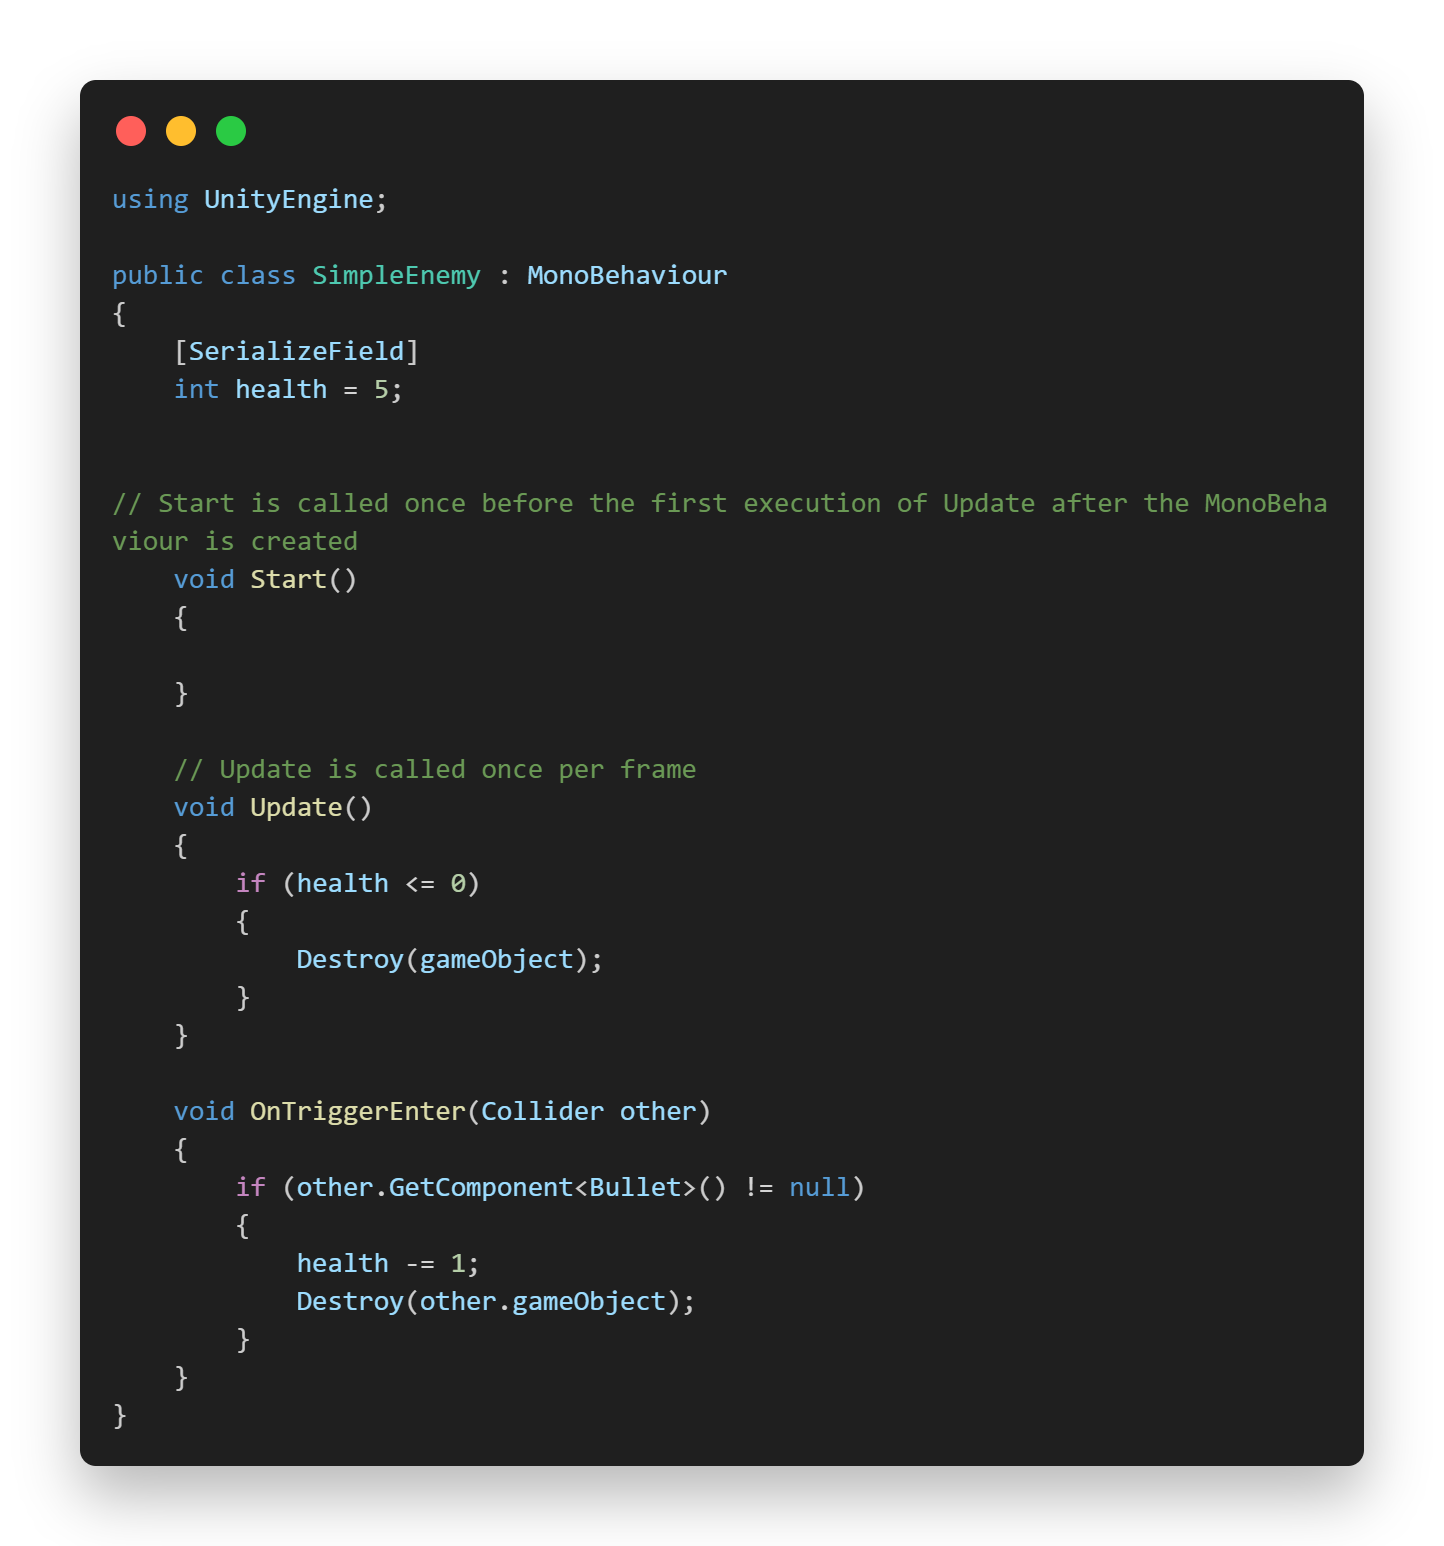 using UnityEngine;
public class SimpleEnemy : MonoBehaviour
{
    [SerializeField]
    int health = 5;
// Start is called once before the first execution of Update after the MonoBeha
viour is created
    void Start()
    {
    }
    // Update is called once per frame
    void Update()
    {
        if (health <= 0)
        {
            Destroy(gameObject);
        }
    }
    void OnTriggerEnter(Collider other)
    {
        if (other.GetComponent<Bullet>() != null)
        {
            health -= 1;
            Destroy(other.gameObject);
        }
    }
}